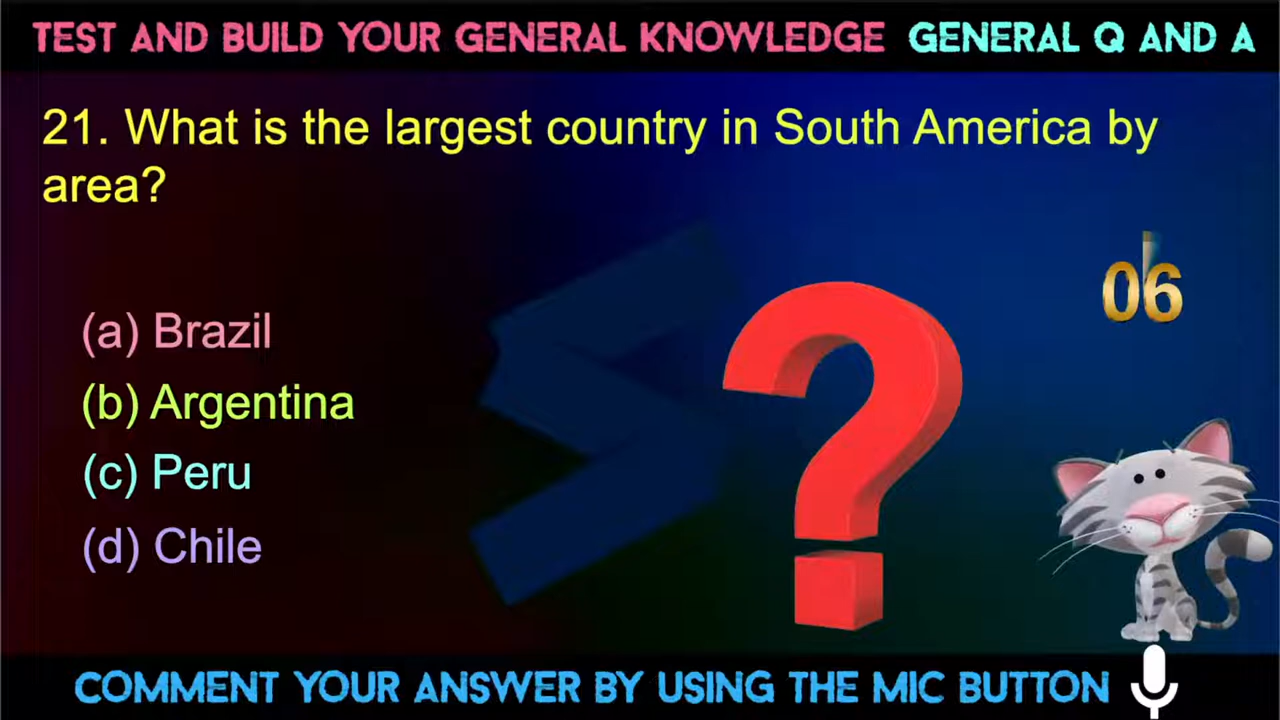 TEST AND BUILD YOUR GENERAL KNOWLEDGE GENERAL Q AND A
21. What is the largest country in South America by
area?
06
(a) Brazil
(b) Argentina
(c) Peru
(d) Chile
COMMENT YOUR ANSWER BY USING THE MIC BUTTON